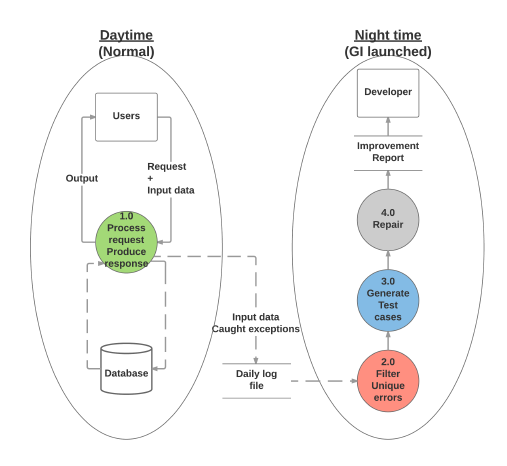 Daytime
(Normal)
Night time
(GI launched)
Users
Developer
Output
Request
+
Input data
Improvement
Report
1.0
Process
request
Produce
response
4.0
Repair
3.0
Generate
Test
cases
Input data
Caught exceptions
Database
Daily log
file
2.0
Filter
Unique
errors